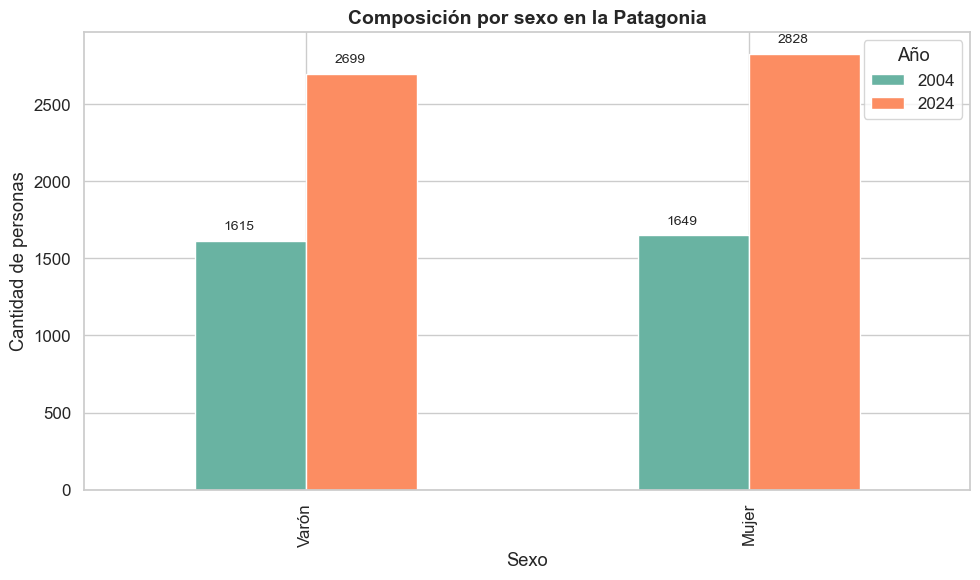 Composición por sexo en la Patagonia
Año
2004
2024
2699
2828
1615
1649
Cantidad de personas
2500
2000
1500
1000
500
0
Varón
Mujer
Sexo